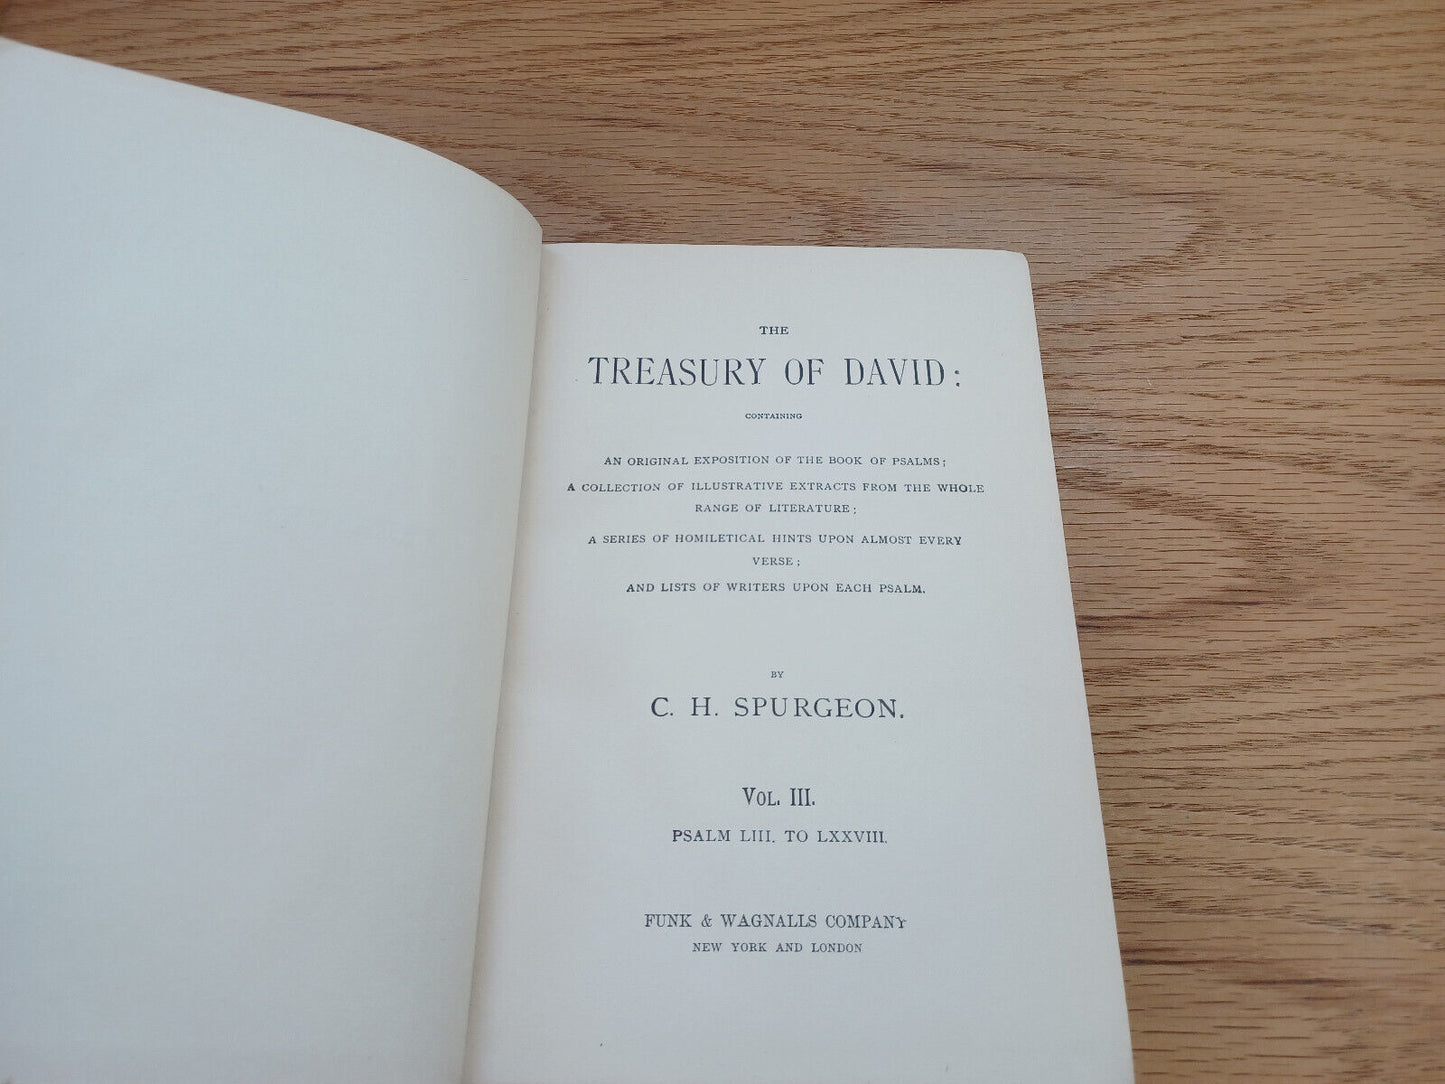 THE
TREASURY OF DAVID:
CONTAINING
AN ORIGINAL EXPOSITION OF THE BOOK OF PSALMS;
A COLLECTION OF ILLUSTRATIVE EXTRACTS FROM THE WHOLE
RANGE OF LITERATURE;
A SERIES OF HOMILETICAL HINTS UPON ALMOST EVERY
VERSE;
AND LISTS OF WRITERS UPON EACH PSALM.
BY
C. H. SPURGEON.
VOL. III.
PSALM LIII. TO LXXVIII.
FUNK & WAGNALLS COMPANY
NEW YORK AND LONDON